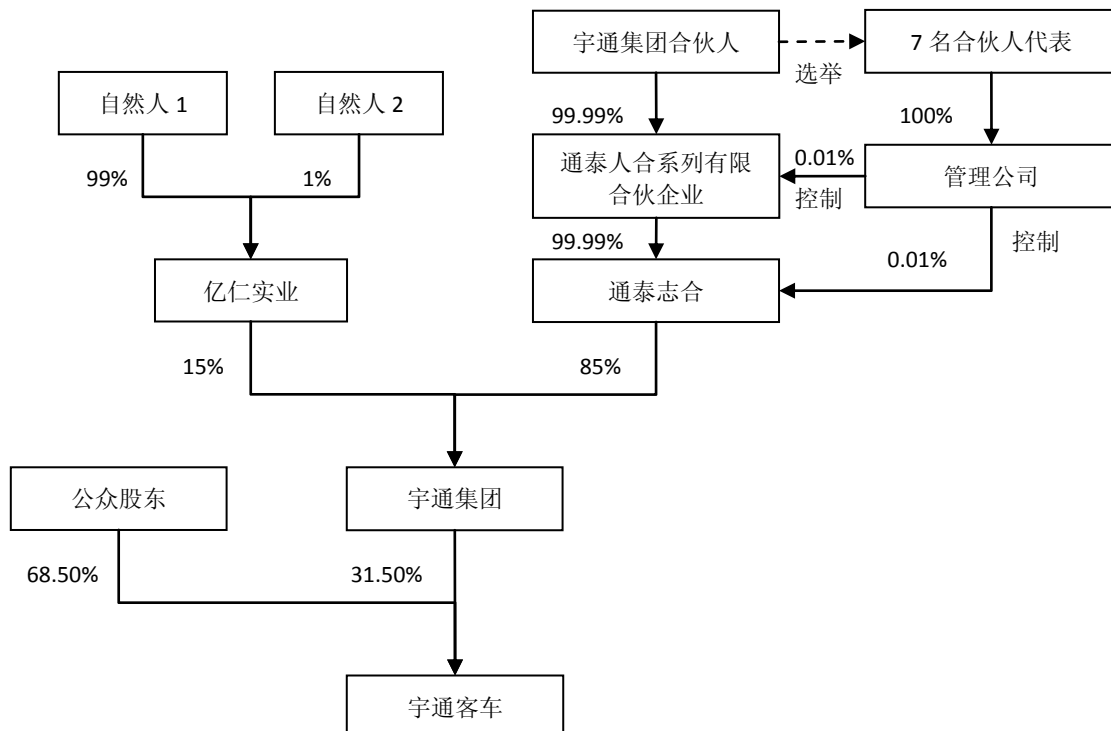 宇通集团合伙人
7 名合伙人代表
选举
自然人 1
自然人 2
99.99%
100%
99%
1%
通泰人合系列有限
合伙企业
0.01%
控制
管理公司
99.99%
控制
0.01%
亿仁实业
通泰志合
15%
85%
公众股东
宇通集团
68.50%
31.50%
宇通客车